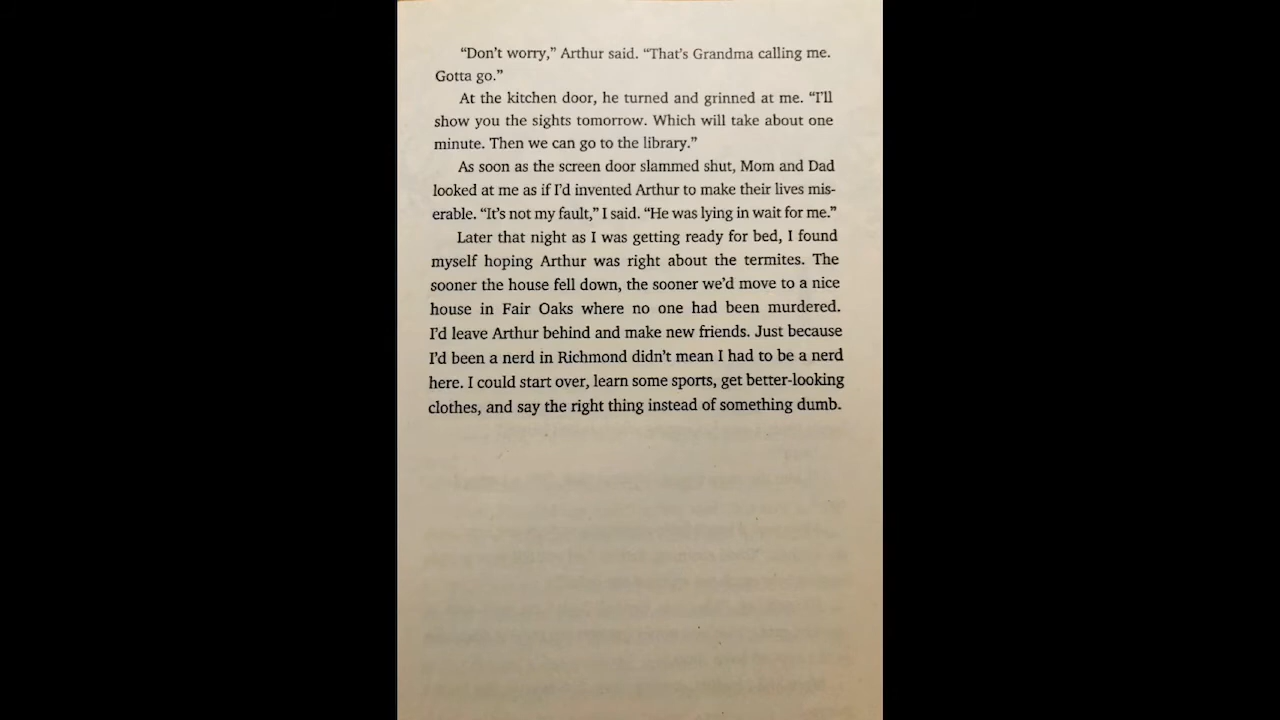 “Don’t worry,” Arthur said. “That’s Grandma calling me.
Gotta go.”
At the kitchen door, he turned and grinned at me. “I’ll
show you the sights tomorrow. Which will take about one
minute. Then we can go to the library.”
As soon as the screen door slammed shut, Mom and Dad
looked at me as if I’d invented Arthur to make their lives mis-
erable. “It’s not my fault,” I said. “He was lying in wait for me.”
Later that night as I was getting ready for bed, I found
myself hoping Arthur was right about the termites. The
sooner the house fell down, the sooner we’d move to a nice
house in Fair Oaks where no one had been murdered.
I’d leave Arthur behind and make new friends. Just because
I’d been a nerd in Richmond didn’t mean I had to be a nerd
here. I could start over, learn some sports, get better-looking
clothes, and say the right thing instead of something dumb.